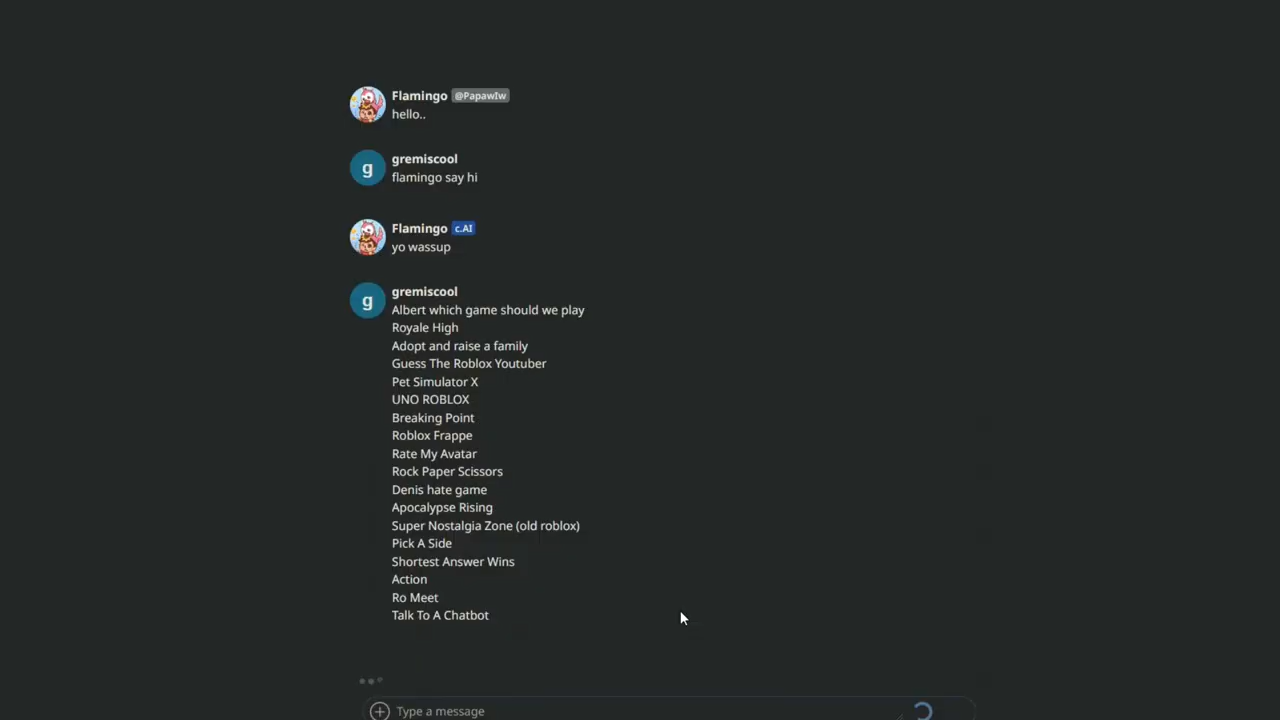 Flamingo @PapawIw
hello..
g
gremiscool
flamingo say hi
Flamingo c.AI
yo wassup
g
gremiscool
Albert which game should we play
Royale High
Adopt and raise a family
Guess The Roblox Youtuber
Pet Simulator X
UNO ROBLOX
Breaking Point
Roblox Frappe
Rate My Avatar
Rock Paper Scissors
Denis hate game
Apocalypse Rising
Super Nostalgia Zone (old roblox)
Pick A Side
Shortest Answer Wins
Action
Ro Meet
Talk To A Chatbot
Type a message